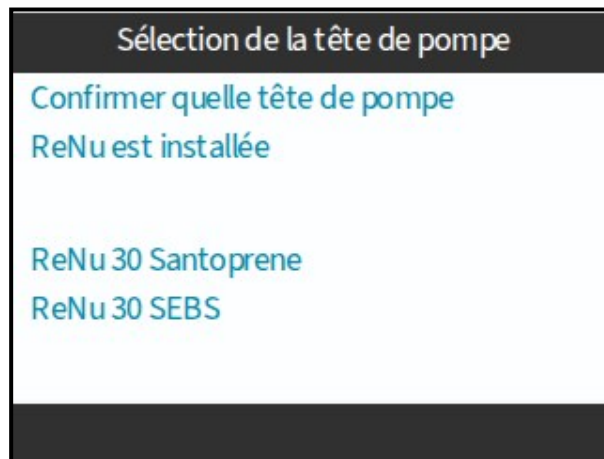 Sélection de la tête de pompe
Confirmer quelle tête de pompe
ReNu est installée
ReNu 30 Santoprene
ReNu 30 SEBS